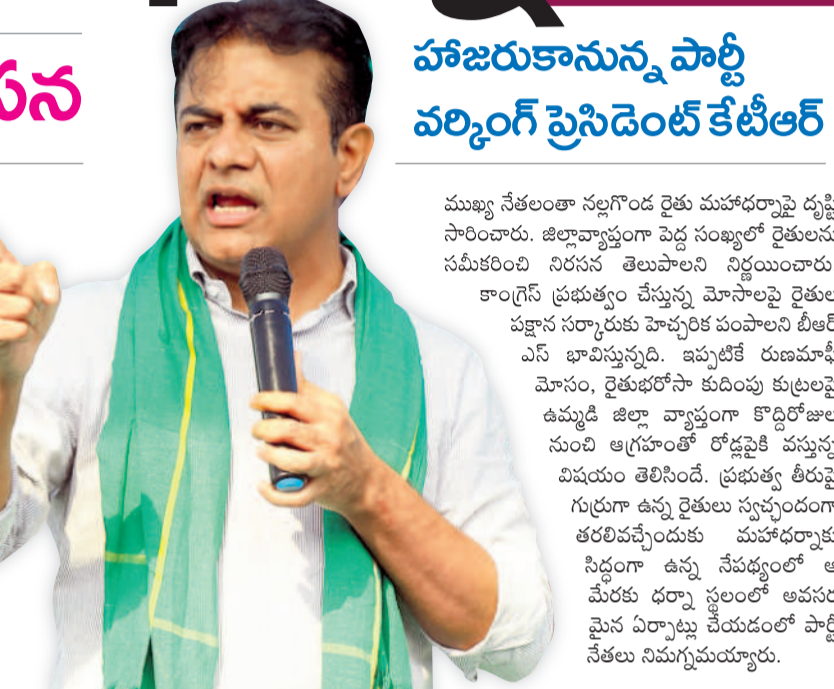 సన
హాజరుకానున్న పార్టీ
వర్కింగ్ ప్రెసిడెంట్ కేటీఆర్
ముఖ్య నేతలంతా నల్లగొండ రైతు మహాధర్నాపై దృష్టి
సారించారు. జిల్లావ్యాప్తంగా పెద్ద సంఖ్యలో రైతులను
సమీకరించి నిరసన తెలుపాలని నిర్ణయించారు.
కాంగ్రెస్ ప్రభుత్వం చేస్తున్న మోసాలపై రైతుల
పక్షాన సర్కారుకు హెచ్చరిక పంపాలని బీఆర్
ఎస్ భావిస్తున్నది. ఇప్పటికే రుణమాఫీ
మోసం, రైతుభరోసా కుదింపు కుట్రలపై
ఉమ్మడి జిల్లా వ్యాప్తంగా కొద్దిరోజుల
నుంచి ఆగ్రహంతో రోడ్లపైకి వస్తున్న
విషయం తెలిసిందే. ప్రభుత్వ తీరుపై
గుర్రుగా ఉన్న రైతులు స్వచ్ఛందంగా
తరలివచ్చేందుకు మహాధర్నాకు
సిద్ధంగా ఉన్న నేపథ్యంలో ఆ
మేరకు ధర్నా స్థలంలో అవసర
మైన ఏర్పాట్లు చేయడంలో పార్టీ
నేతలు నిమగ్నమయ్యారు.